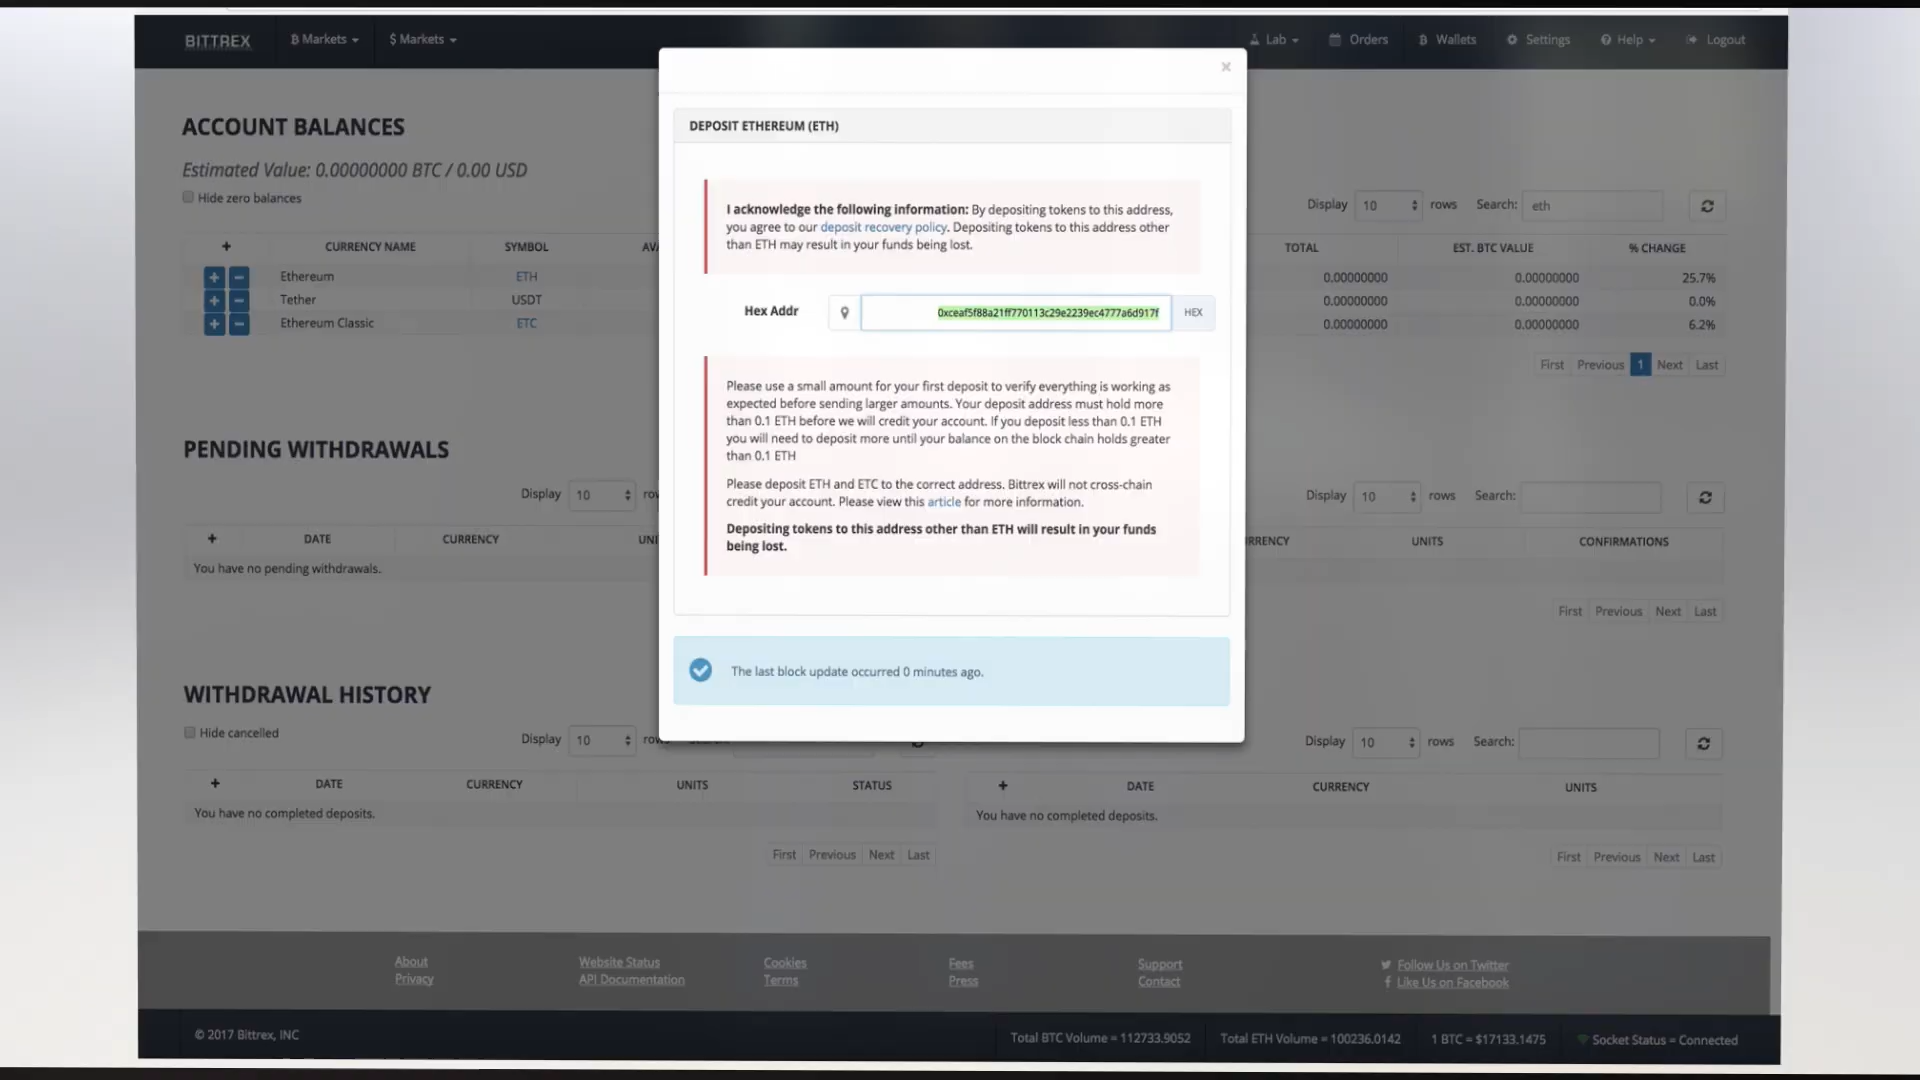 BITTREX
Ƀ Markets
$ Markets
Lab
Orders
Ƀ Wallets
Settings
Help
Logout
ACCOUNT BALANCES
Estimated Value: 0.00000000 BTC / 0.00 USD
Hide zero balances
Display 10 rows Search: eth
+ CURRENCY NAME SYMBOL
TOTAL EST. BTC VALUE % CHANGE
Ethereum ETH 0.00000000 0.00000000 25.7%
Tether USDT 0.00000000 0.00000000 0.0%
Ethereum Classic ETC 0.00000000 0.00000000 6.2%
First Previous 1 Next Last
×
DEPOSIT ETHEREUM (ETH)
I acknowledge the following information: By depositing tokens to this address,
you agree to our deposit recovery policy. Depositing tokens to this address other
than ETH may result in your funds being lost.
Hex Addr 0xceaf5f88a21ff770113c29e2239ec4777a6d917f HEX
Please use a small amount for your first deposit to verify everything is working as
expected before sending larger amounts. Your deposit address must hold more
than 0.1 ETH before we will credit your account. If you deposit less than 0.1 ETH
you will need to deposit more until your balance on the block chain holds greater
than 0.1 ETH
Please deposit ETH and ETC to the correct address. Bittrex will not cross-chain
credit your account. Please view this article for more information.
Depositing tokens to this address other than ETH will result in your funds
being lost.
The last block update occurred 0 minutes ago.
PENDING WITHDRAWALS
Display 10
Display 10 rows Search:
+ DATE CURRENCY
UNITS CONFIRMATIONS
You have no pending withdrawals.
First Previous Next Last
WITHDRAWAL HISTORY
Hide cancelled
Display 10
Display 10 rows Search:
+ DATE CURRENCY UNITS STATUS
+ DATE CURRENCY UNITS
You have no completed deposits.
You have no completed deposits.
First Previous Next Last
First Previous Next Last
About
Privacy
Website Status
API Documentation
Cookies
Terms
Fees
Press
Support
Contact
Follow Us on Twitter
Like Us on Facebook
© 2017 Bittrex, INC
Total BTC Volume = 112733.9052
Total ETH Volume = 100236.0142
1 BTC = $17133.1475
Socket Status = Connected